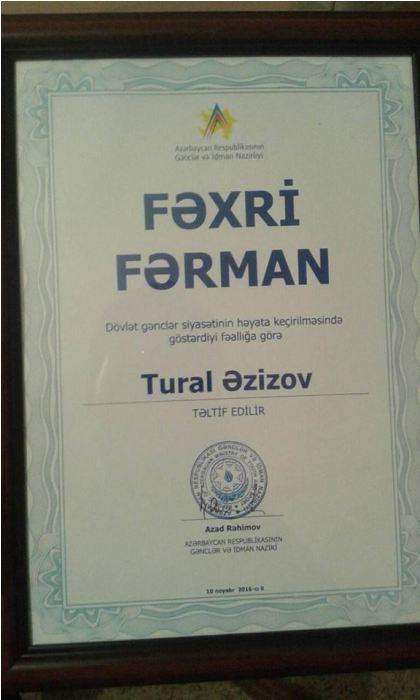 Azərbaycan Respublikasının
Gənclər və İdman Nazirliyi
FƏXRİ
FƏRMAN
Dövlət gənclər siyasətinin həyata keçirilməsində
göstərdiyi fəallığa görə
Tural Əzizov
TƏLTİF EDİLİR
Azad Rəhimov
AZƏRBAYCAN RESPUBLİKASININ
GƏNCLƏR VƏ İDMAN NAZİRİ
10 noyabr 2016-cı il